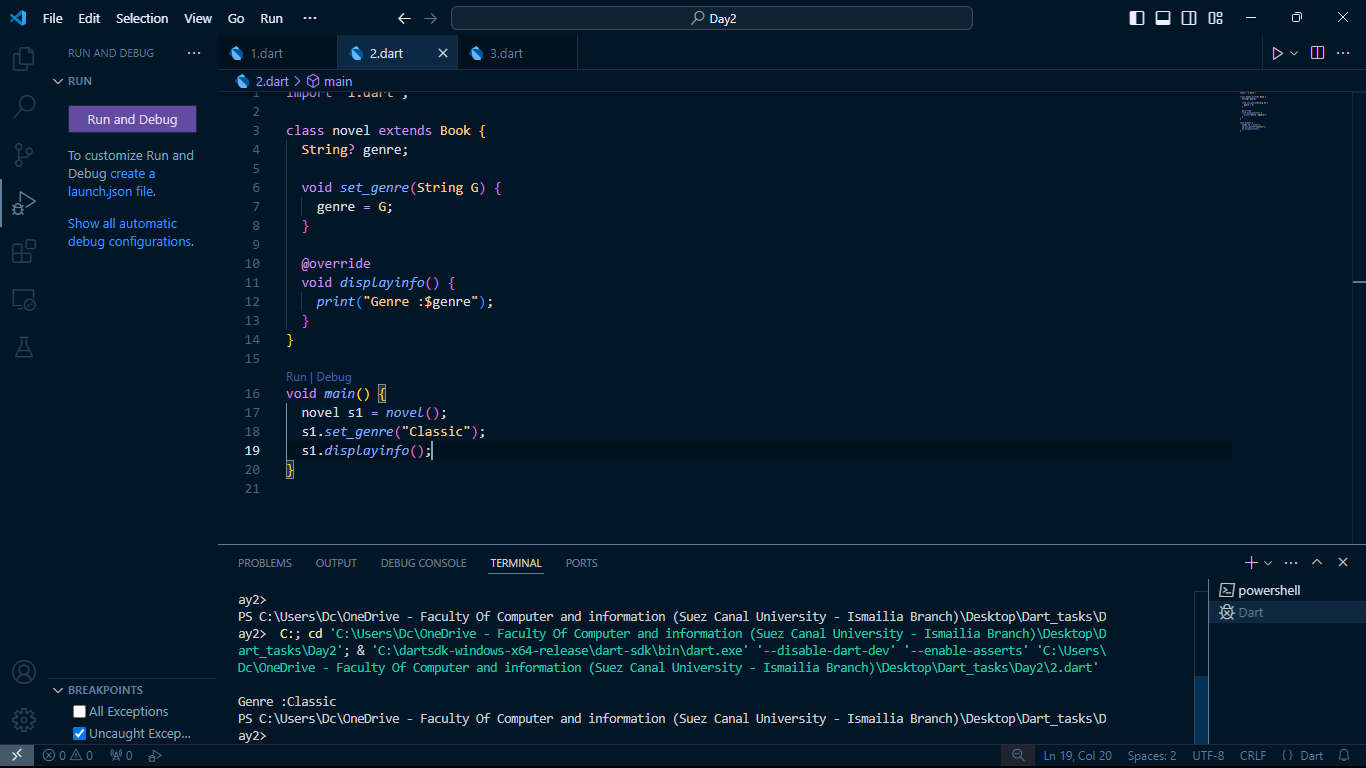 File Edit Selection View Go Run ··· Day2
RUN AND DEBUG ···
RUN
Run and Debug
To customize Run and
Debug create a
launch.json file.
Show all automatic
debug configurations.
BREAKPOINTS
All Exceptions
Uncaught Excep...
1.dart 2.dart 3.dart
2.dart > main
1 import '1.dart';
2
3 class novel extends Book {
4 String? genre;
5
6 void set_genre(String G) {
7 genre = G;
8 }
9
10 @override
11 void displayinfo() {
12 print("Genre :$genre");
13 }
14 }
15
Run | Debug
16 void main() {
17 novel s1 = novel();
18 s1.set_genre("Classic");
19 s1.displayinfo();
20 }
21
PROBLEMS OUTPUT DEBUG CONSOLE TERMINAL PORTS
ay2>
PS C:\Users\Dc\OneDrive - Faculty Of Computer and information (Suez Canal University - Ismailia Branch)\Desktop\Dart_tasks\D
ay2> C:; cd 'C:\Users\Dc\OneDrive - Faculty Of Computer and information (Suez Canal University - Ismailia Branch)\Desktop\D
art_tasks\Day2'; & 'C:\dartsdk-windows-x64-release\dart-sdk\bin\dart.exe' '--disable-dart-dev' '--enable-asserts' 'C:\Users\
Dc\OneDrive - Faculty Of Computer and information (Suez Canal University - Ismailia Branch)\Desktop\Dart_tasks\Day2\2.dart'
Genre :Classic
PS C:\Users\Dc\OneDrive - Faculty Of Computer and information (Suez Canal University - Ismailia Branch)\Desktop\Dart_tasks\D
ay2>
powershell
Dart
0 0 0 Ln 19, Col 20 Spaces: 2 UTF-8 CRLF {} Dart